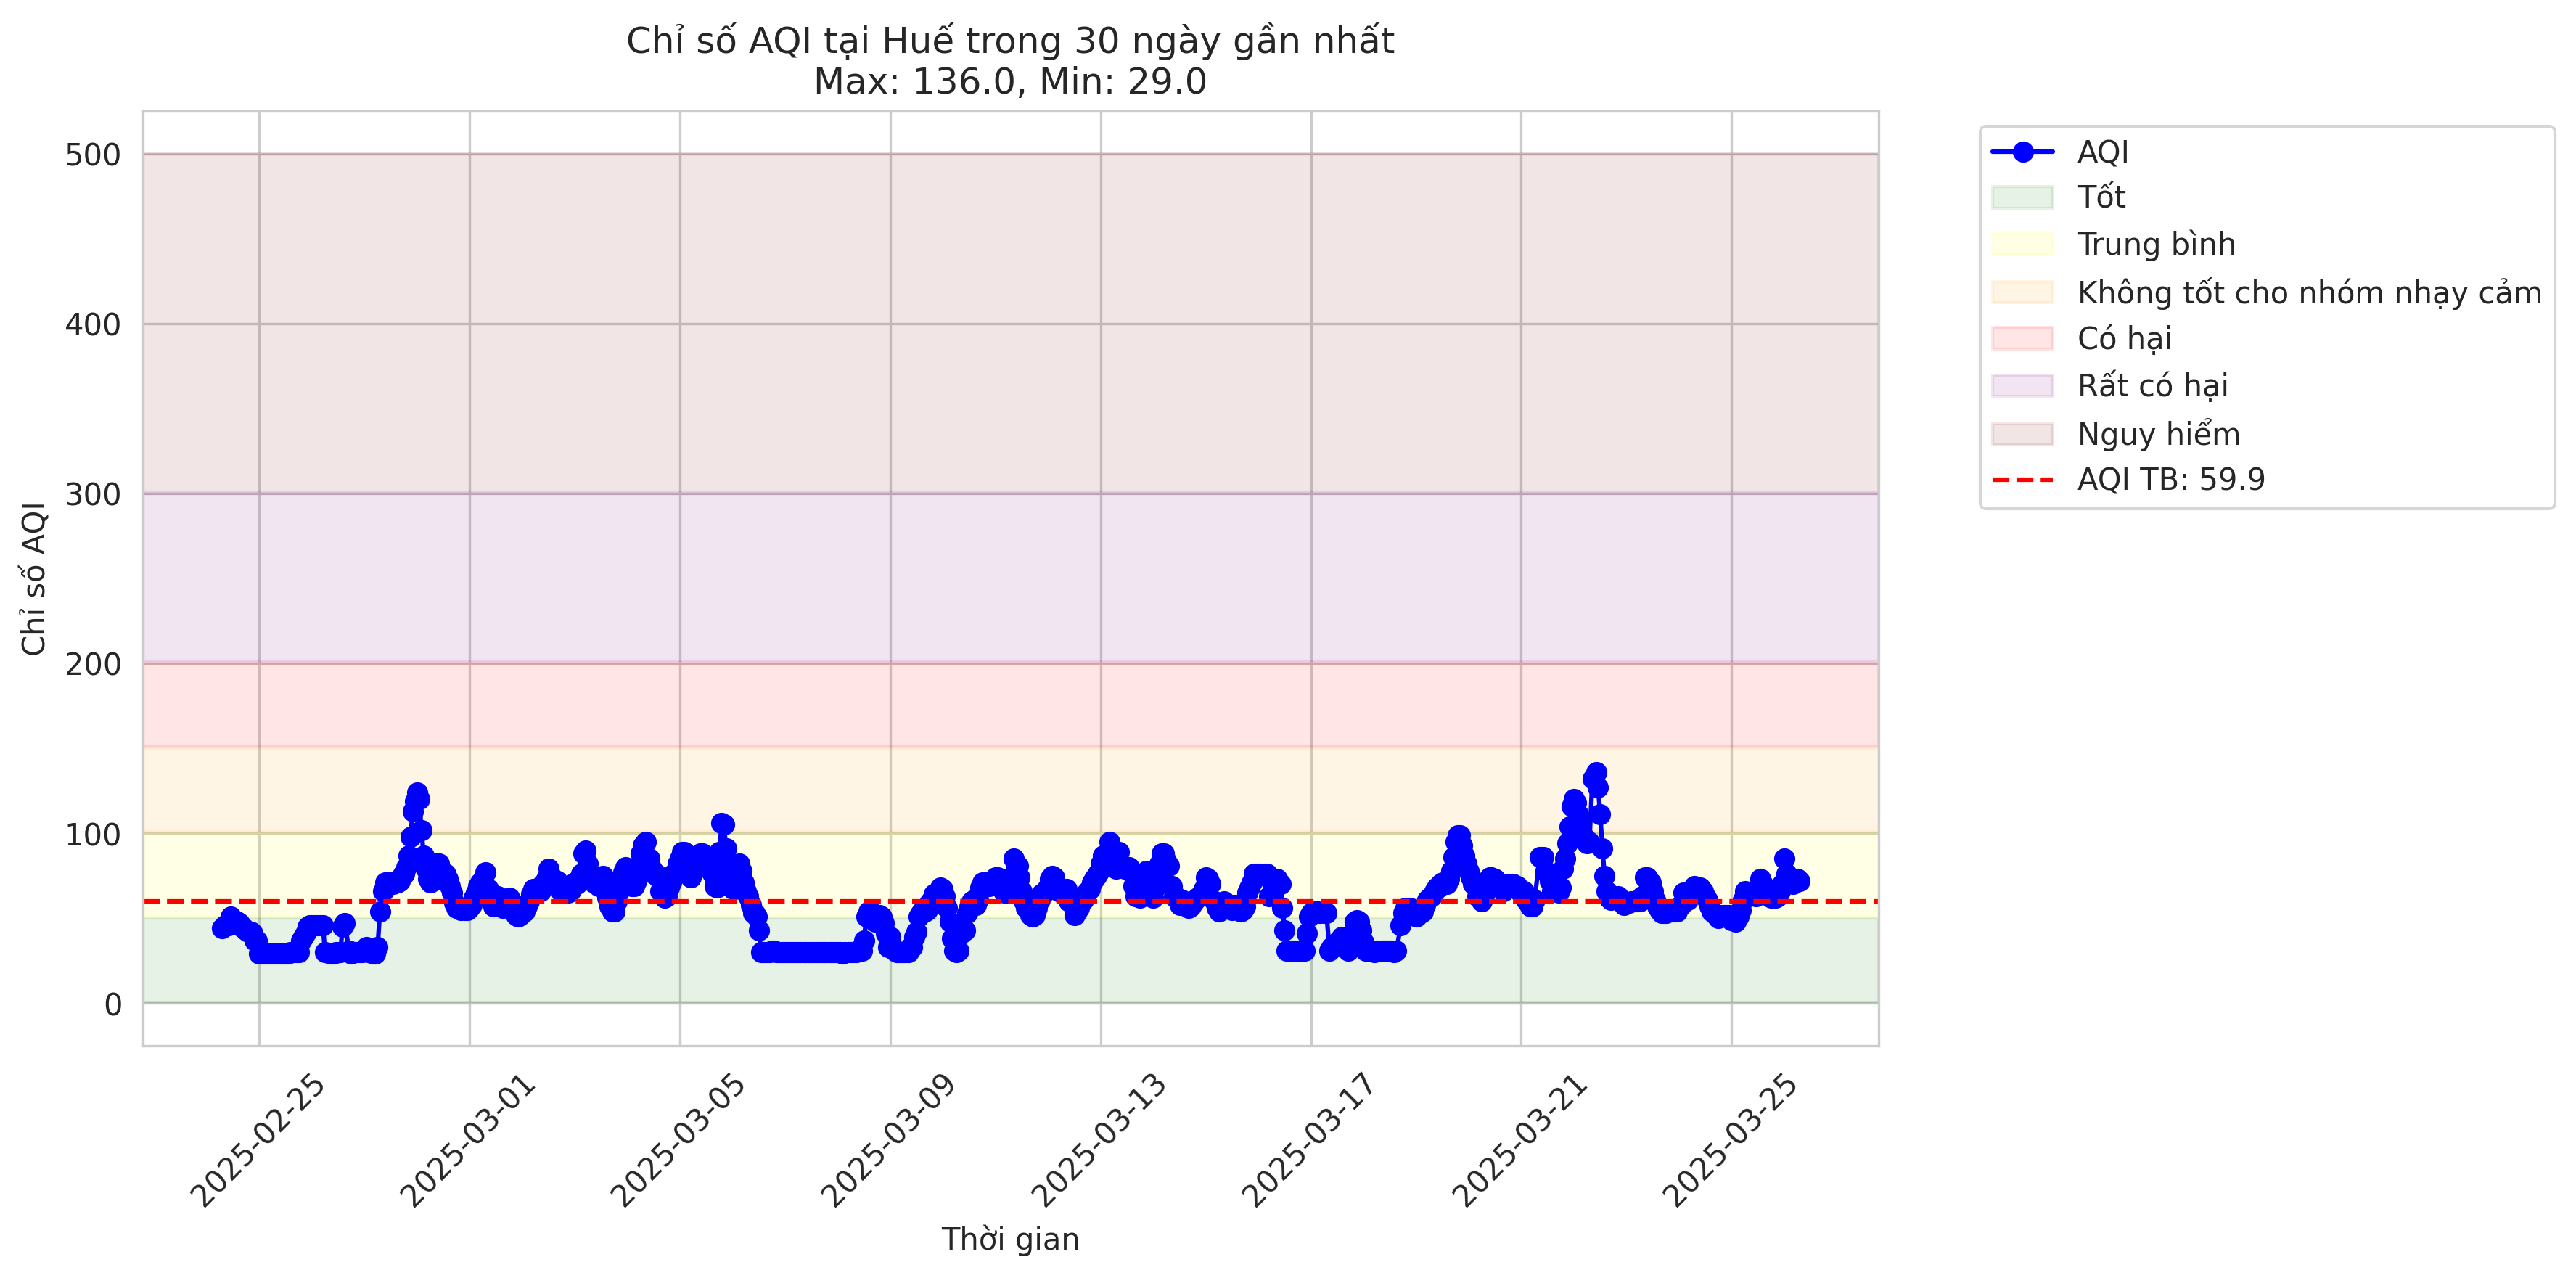 Chỉ số AQI tại Huế trong 30 ngày gần nhất
Max: 136.0, Min: 29.0
Chỉ số AQI
500
400
300
200
100
0
2025-02-25
2025-03-01
2025-03-05
2025-03-09
2025-03-13
2025-03-17
2025-03-21
2025-03-25
Thời gian
AQI
Tốt
Trung bình
Không tốt cho nhóm nhạy cảm
Có hại
Rất có hại
Nguy hiểm
AQI TB: 59.9